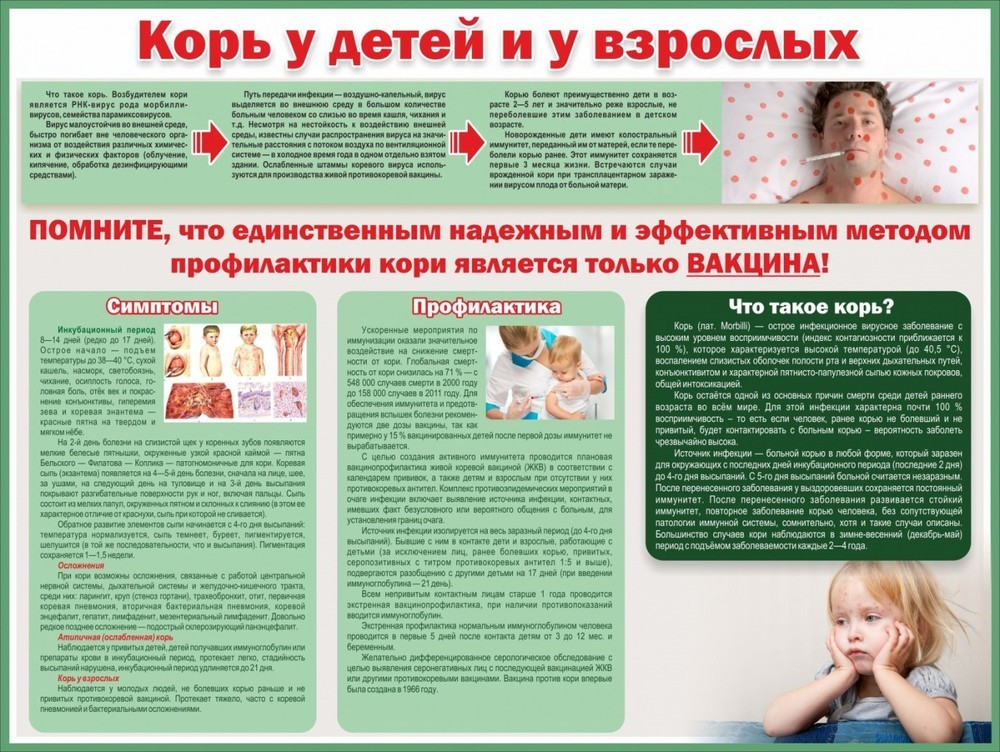 Корь у детей и у взрослых
Что такое корь. Возбудителем кори
является РНК-вирус рода морбилли-
вирусов, семейства парамиксовирусов.
Вирус малоустойчив во внешней среде,
быстро погибает вне человеческого орга-
низма от воздействия различных химичес-
ких и физических факторов (облучение,
кипячение, обработка дезинфицирующими
средствами).
Путь передачи инфекции — воздушно-капельный, вирус
выделяется во внешнюю среду в большом количестве
больным человеком со слизью во время кашля, чихания и
т.д. Несмотря на нестойкость к воздействию внешней
среды, известны случаи распространения вируса на значи-
тельные расстояния с потоком воздуха по вентиляционной
системе — в холодное время года в одном отдельно взятом
здании. Ослабленные штаммы коревого вируса исполь-
зуются для производства живой противокоревой вакцины.
Корью болеют преимущественно дети в воз-
расте 2—5 лет и значительно реже взрослые, не
переболевшие этим заболеванием в детском
возрасте.
Новорожденные дети имеют колостральный
иммунитет, переданный им от матерей, если те пере-
болели корью ранее. Этот иммунитет сохраняется
первые 3 месяца жизни. Встречаются случаи
врожденной кори при трансплацентарном зараже-
нии вирусом плода от больной матери.
ПОМНИТЕ, что единственным надежным и эффективным методом
профилактики кори является только ВАКЦИНА!
Симптомы
Инкубационный период
8—14 дней (редко до 17 дней).
Острое начало — подъем
температуры до 38—40 °С, сухой
кашель, насморк, светобоязнь,
чихание, осиплость голоса, го-
ловная боль, отёк век и покрас-
нение конъюнктивы, гиперемия
зева и коревая энантема —
красные пятна на твердом и
мягком нёбе.
На 2-й день болезни на слизистой щек у коренных зубов появляются
мелкие белесые пятнышки, окруженные узкой красной каймой — пятна
Бельского — Филатова — Коплика — патогномоничные для кори. Коревая
сыпь (экзантема) появляется на 4—5-й день болезни, сначала на лице, шее,
за ушами, на следующий день на туловище и на 3-й день высыпания
покрывают разгибательные поверхности рук и ног, включая пальцы. Сыпь
состоит из мелких папул, окруженных пятном и склонных к слиянию (в этом ее
характерное отличие от краснухи, сыпь при которой не сливается).
Обратное развитие элементов сыпи начинается с 4-го дня высыпаний:
температура нормализуется, сыпь темнеет, буреет, пигментируется,
шелушится (в той же последовательности, что и высыпания). Пигментация
сохраняется 1—1,5 недели.
Осложнения
При кори возможны осложнения, связанные с работой центральной
нервной системы, дыхательной системы и желудочно-кишечного тракта,
среди них: ларингит, круп (стеноз гортани), трахеобронхит, отит, первичная
коревая пневмония, вторичная бактериальная пневмония, коревой
энцефалит, гепатит, лимфаденит, мезентериальный лимфаденит. Довольно
редкое позднее осложнение — подострый склерозирующий панэнцефалит.
Атипичная (ослабленная) корь
Наблюдается у привитых детей, детей получавших иммуноглобулин или
препараты крови в инкубационный период, протекает легко, стадийность
высыпаний нарушена, инкубационный период удлиняется до 21 дня.
Корь у взрослых
Наблюдается у молодых людей, не болевших корью раньше и не
привитых противокоревой вакциной. Протекает тяжело, часто с коревой
пневмонией и бактериальными осложнениями.
Профилактика
Ускоренные мероприятия по
иммунизации оказали значительное
воздействие на снижение смерт-
ности от кори. Глобальная смерт-
ность от кори снизились на 71 % — с
548 000 случаев смерти в 2000 году
до 158 000 случаев в 2011 году. Для
обеспечения иммунитета и предотв-
ращения вспышек болезни рекомен-
дуются две дозы вакцины, так как
примерно у 15 % вакцинированных детей после первой дозы иммунитет не
вырабатывается.
С целью создания активного иммунитета проводится плановая
вакцинопрофилактика живой коревой вакциной (ЖКВ) в соответствии с
календарем прививок, а также детям и взрослым при отсутствии у них
противокоревых антител. Комплекс противоэпидемических мероприятий в
очаге инфекции включает выявление источника инфекции, контактных,
имевших факт безусловного или вероятного общения с больным, для
установления границ очага.
Источник инфекции изолируется на весь заразный период (до 4-го дня
высыпаний). Бывшие с ним в контакте дети и взрослые, работающие с
детьми (за исключением лиц, ранее болевших корью, привитых,
серопозитивных с титром противокоревых антител 1:5 и выше),
подвергаются разобщению с другими детьми на 17 дней (при введении
иммуноглобулина — 21 день).
Всем непривитым контактным лицам старше 1 года проводится
экстренная вакцинопрофилактика, при наличии противопоказаний
вводится иммуноглобулин.
Экстренная профилактика нормальным иммуноглобулином человека
проводится в первые 5 дней после контакта детям от 3 до 12 мес. и
беременным.
Желательно дифференцированное серологическое обследование с
целью выявления серонегативных лиц с последующей вакцинацией ЖКВ
или другими противокоревыми вакцинами. Вакцина против кори впервые
была создана в 1966 году.
Что такое корь?
Корь (лат. Morbilli) — острое инфекционное вирусное заболевание с
высоким уровнем восприимчивости (индекс контагиозности приближается к
100 %), которое характеризуется высокой температурой (до 40,5 °С),
воспалением слизистых оболочек полости рта и верхних дыхательных путей,
конъюнктивитом и характерной пятнисто-папулезной сыпью кожных покровов,
общей интоксикацией.
Корь остаётся одной из основных причин смерти среди детей раннего
возраста во всём мире. Для этой инфекции характерна почти 100 %
восприимчивость – то есть если человек, ранее корью не болевший и не
привитый, будет контактировать с больным корью – вероятность заболеть
чрезвычайно высока.
Источник инфекции — больной корью в любой форме, который заразен
для окружающих с последних дней инкубационного периода (последние 2 дня)
до 4-го дня высыпаний. С 5-го дня высыпаний больной считается незаразным.
После перенесенного заболевания у выздоровевших сохраняется постоянный
иммунитет. После перенесенного заболевания развивается стойкий
иммунитет, повторное заболевание корью человека, без сопутствующей
патологии иммунной системы, сомнительно, хотя и такие случаи описаны.
Большинство случаев кори наблюдаются в зимне-весенний (декабрь-май)
период с подъёмом заболеваемости каждые 2—4 года.